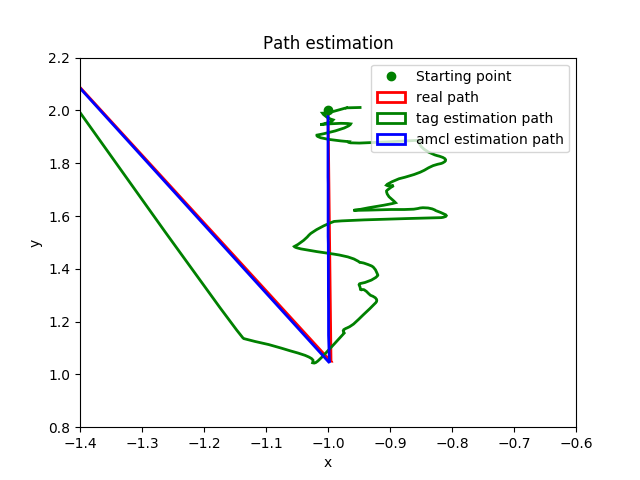 Path estimation
Starting point
real path
tag estimation path
amcl estimation path
2.2
2.0
1.8
1.6
1.4
1.2
1.0
0.8
y
−1.4 −1.3 −1.2 −1.1 −1.0 −0.9 −0.8 −0.7 −0.6
x